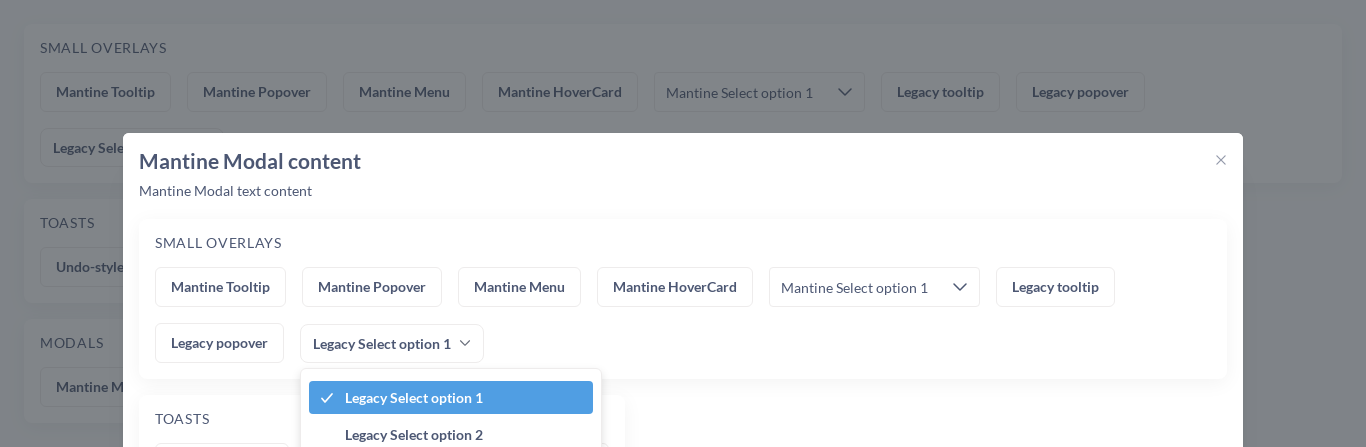 SMALL OVERLAYS
Mantine Tooltip Mantine Popover Mantine Menu Mantine HoverCard Mantine Select option 1 Legacy tooltip Legacy popover
Legacy Sele
Mantine Modal content
Mantine Modal text content
TOASTS
Undo-style
MODALS
Mantine M
SMALL OVERLAYS
Mantine Tooltip Mantine Popover Mantine Menu Mantine HoverCard Mantine Select option 1 Legacy tooltip
Legacy popover Legacy Select option 1
Legacy Select option 1
Legacy Select option 2
TOASTS